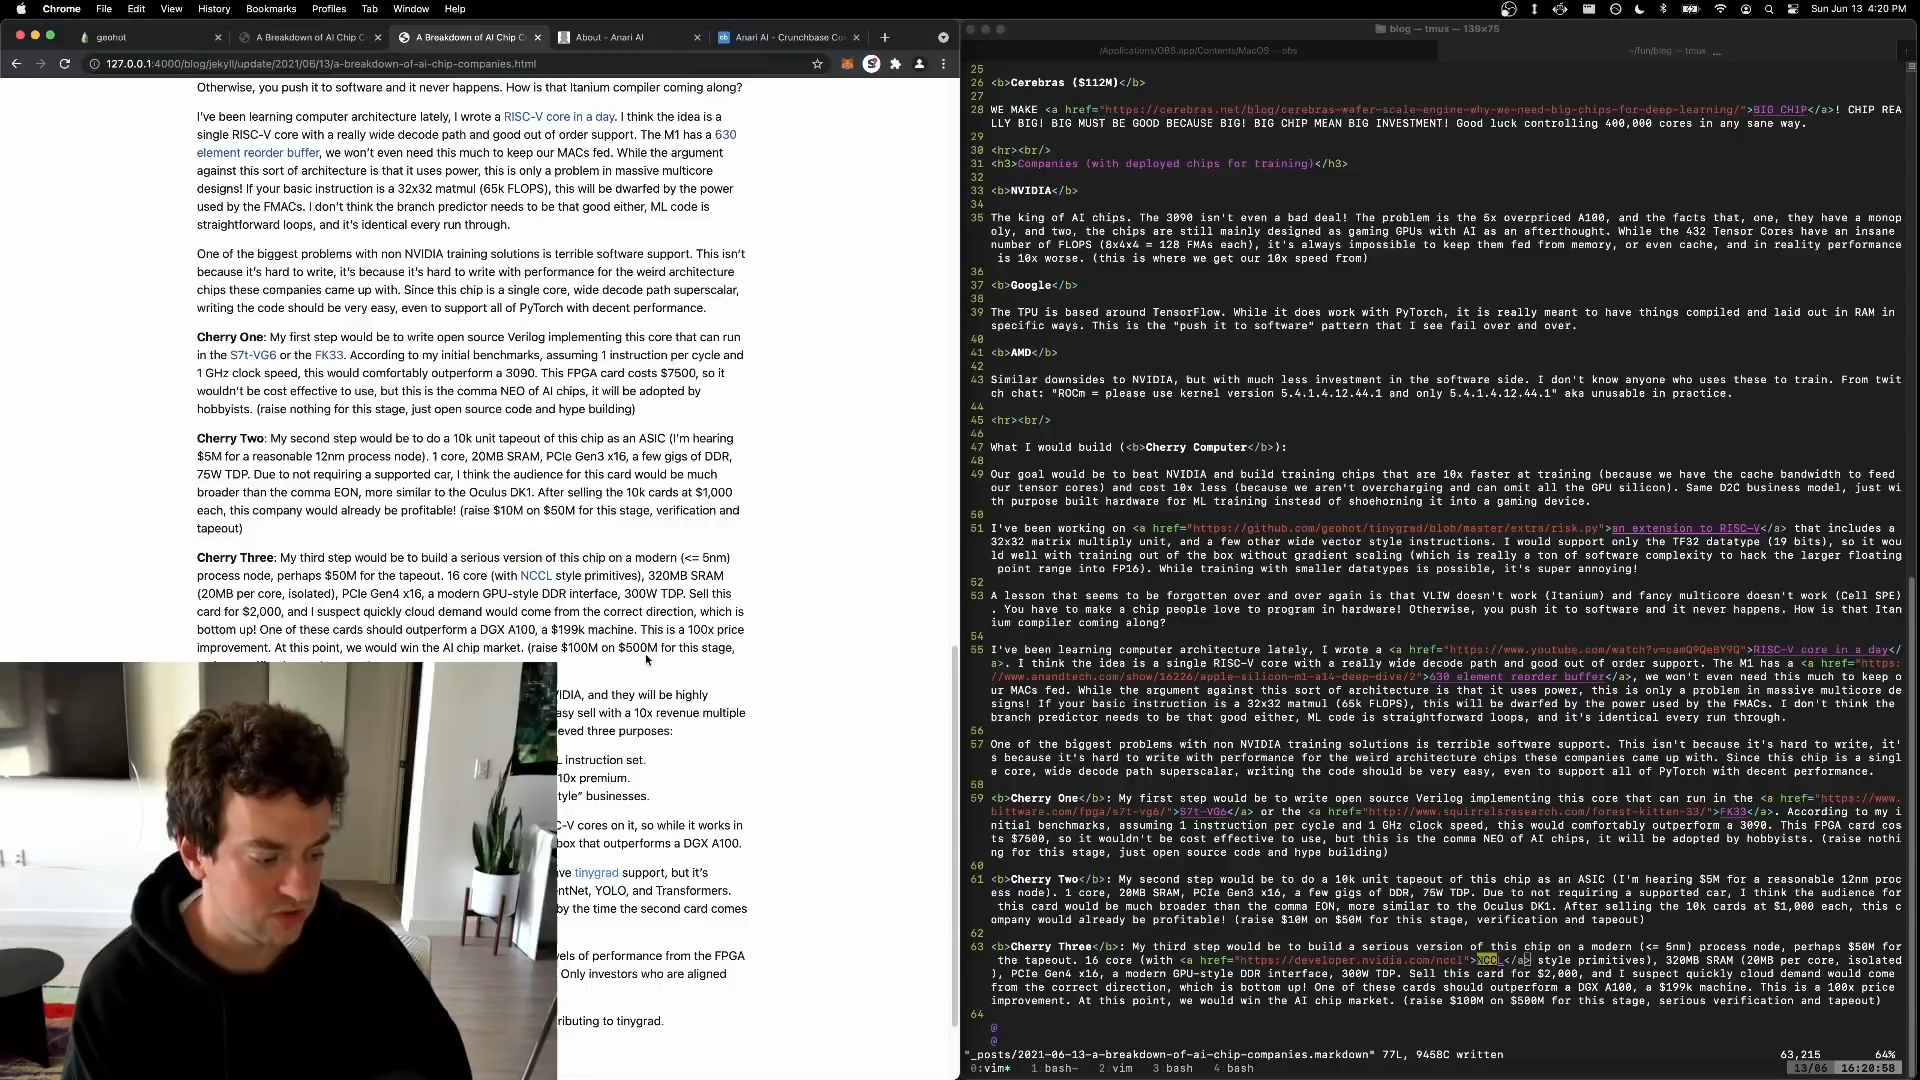 Chrome File Edit View History Bookmarks Profiles Tab Window Help
Sun Jun 13 4:20 PM
geohot
A Breakdown of AI Chip C
A Breakdown of AI Chip C
About - Anari AI
Anari AI - Crunchbase Co
127.0.0.1:4000/blog/jekyll/update/2021/06/13/a-breakdown-of-ai-chip-companies.html
Otherwise, you push it to software and it never happens. How is that Itanium compiler coming along?
I've been learning computer architecture lately, I wrote a RISC-V core in a day. I think the idea is a
single RISC-V core with a really wide decode path and good out of order support. The M1 has a 630
element reorder buffer, we won't even need this much to keep our MACs fed. While the argument
against this sort of architecture is that it uses power, this is only a problem in massive multicore
designs! If your basic instruction is a 32x32 matmul (65k FLOPS), this will be dwarfed by the power
used by the FMACs. I don't think the branch predictor needs to be that good either, ML code is
straightforward loops, and it's identical every run through.
One of the biggest problems with non NVIDIA training solutions is terrible software support. This isn't
because it's hard to write, it's because it's hard to write with performance for the weird architecture
chips these companies came up with. Since this chip is a single core, wide decode path superscalar,
writing the code should be very easy, even to support all of PyTorch with decent performance.
Cherry One: My first step would be to write open source Verilog implementing this core that can run
in the S7t-VG6 or the FK33. According to my initial benchmarks, assuming 1 instruction per cycle and
1 GHz clock speed, this would comfortably outperform a 3090. This FPGA card costs $7500, so it
wouldn't be cost effective to use, but this is the comma NEO of AI chips, it will be adopted by
hobbyists. (raise nothing for this stage, just open source code and hype building)
Cherry Two: My second step would be to do a 10k unit tapeout of this chip as an ASIC (I'm hearing
$5M for a reasonable 12nm process node). 1 core, 20MB SRAM, PCIe Gen3 x16, a few gigs of DDR,
75W TDP. Due to not requiring a supported car, I think the audience for this card would be much
broader than the comma EON, more similar to the Oculus DK1. After selling the 10k cards at $1,000
each, this company would already be profitable! (raise $10M on $50M for this stage, verification and
tapeout)
Cherry Three: My third step would be to build a serious version of this chip on a modern (<= 5nm)
process node, perhaps $50M for the tapeout. 16 core (with NCCL style primitives), 320MB SRAM
(20MB per core, isolated), PCIe Gen4 x16, a modern GPU-style DDR interface, 300W TDP. Sell this
card for $2,000, and I suspect quickly cloud demand would come from the correct direction, which is
bottom up! One of these cards should outperform a DGX A100, a $199k machine. This is a 100x price
improvement. At this point, we would win the AI chip market. (raise $100M on $500M for this stage,
VIDIA, and they will be highly
asy sell with a 10x revenue multiple
eved three purposes:
L instruction set.
10x premium.
tyle" businesses.
C-V cores on it, so while it works in
box that outperforms a DGX A100.
ave tinygrad support, but it's
entNet, YOLO, and Transformers.
by the time the second card comes
vels of performance from the FPGA
Only investors who are aligned
ributing to tinygrad.
blog — tmux — 139×75
/Applications/OBS.app/Contents/MacOS — obs
~/fun/blog — tmux ...
25
26 <b>Cerebras ($112M)</b>
27
28 WE MAKE <a href="https://cerebras.net/blog/cerebras-wafer-scale-engine-why-we-need-big-chips-for-deep-learning/">BIG CHIP</a>! CHIP REA
LLY BIG! BIG MUST BE GOOD BECAUSE BIG! BIG CHIP MEAN BIG INVESTMENT! Good luck controlling 400,000 cores in any sane way.
29
30 <hr><br/>
31 <h3>Companies (with deployed chips for training)</h3>
32
33 <b>NVIDIA</b>
34
35 The king of AI chips. The 3090 isn't even a bad deal! The problem is the 5x overpriced A100, and the facts that, one, they have a monop
oly, and two, the chips are still mainly designed as gaming GPUs with AI as an afterthought. While the 432 Tensor Cores have an insane
number of FLOPS (8x4x4 = 128 FMAs each), it's always impossible to keep them fed from memory, or even cache, and in reality performance
is 10x worse. (this is where we get our 10x speed from)
36
37 <b>Google</b>
38
39 The TPU is based around TensorFlow. While it does work with PyTorch, it is really meant to have things compiled and laid out in RAM in
specific ways. This is the "push it to software" pattern that I see fail over and over.
40
41 <b>AMD</b>
42
43 Similar downsides to NVIDIA, but with much less investment in the software side. I don't know anyone who uses these to train. From twit
ch chat: "ROCm = please use kernel version 5.4.1.4.12.44.1 and only 5.4.1.4.12.44.1" aka unusable in practice.
44
45 <hr><br/>
46
47 What I would build (<b>Cherry Computer</b>):
48
49 Our goal would be to beat NVIDIA and build training chips that are 10x faster at training (because we have the cache bandwidth to feed
our tensor cores) and cost 10x less (because we aren't overcharging and can omit all the GPU silicon). Same D2C business model, just wi
th purpose built hardware for ML training instead of shoehorning it into a gaming device.
50
51 I've been working on <a href="https://github.com/geohot/tinygrad/blob/master/extra/risk.py">an extension to RISC-V</a> that includes a
32x32 matrix multiply unit, and a few other wide vector style instructions. I would support only the TF32 datatype (19 bits), so it wou
ld well with training out of the box without gradient scaling (which is really a ton of software complexity to hack the larger floating
point range into FP16). While training with smaller datatypes is possible, it's super annoying!
52
53 A lesson that seems to be forgotten over and over again is that VLIW doesn't work (Itanium) and fancy multicore doesn't work (Cell SPE)
. You have to make a chip people love to program in hardware! Otherwise, you push it to software and it never happens. How is that Itan
ium compiler coming along?
54
55 I've been learning computer architecture lately, I wrote a <a href="https://www.youtube.com/watch?v=camQ9QeBY9Q">RISC-V core in a day</
a>. I think the idea is a single RISC-V core with a really wide decode path and good out of order support. The M1 has a <a href="https:
//www.anandtech.com/show/16226/apple-silicon-m1-a14-deep-dive/2">630 element reorder buffer</a>, we won't even need this much to keep o
ur MACs fed. While the argument against this sort of architecture is that it uses power, this is only a problem in massive multicore de
signs! If your basic instruction is a 32x32 matmul (65k FLOPS), this will be dwarfed by the power used by the FMACs. I don't think the
branch predictor needs to be that good either, ML code is straightforward loops, and it's identical every run through.
56
57 One of the biggest problems with non NVIDIA training solutions is terrible software support. This isn't because it's hard to write, it'
s because it's hard to write with performance for the weird architecture chips these companies came up with. Since this chip is a singl
e core, wide decode path superscalar, writing the code should be very easy, even to support all of PyTorch with decent performance.
58
59 <b>Cherry One</b>: My first step would be to write open source Verilog implementing this core that can run in the <a href="https://www.
bittware.com/fpga/s7t-vg6/">S7t-VG6</a> or the <a href="http://www.squirrelsresearch.com/forest-kitten-33/">FK33</a>. According to my i
nitial benchmarks, assuming 1 instruction per cycle and 1 GHz clock speed, this would comfortably outperform a 3090. This FPGA card cos
ts $7500, so it wouldn't be cost effective to use, but this is the comma NEO of AI chips, it will be adopted by hobbyists. (raise nothi
ng for this stage, just open source code and hype building)
60
61 <b>Cherry Two</b>: My second step would be to do a 10k unit tapeout of this chip as an ASIC (I'm hearing $5M for a reasonable 12nm proc
ess node). 1 core, 20MB SRAM, PCIe Gen3 x16, a few gigs of DDR, 75W TDP. Due to not requiring a supported car, I think the audience for
this card would be much broader than the comma EON, more similar to the Oculus DK1. After selling the 10k cards at $1,000 each, this c
ompany would already be profitable! (raise $10M on $50M for this stage, verification and tapeout)
62
63 <b>Cherry Three</b>: My third step would be to build a serious version of this chip on a modern (<= 5nm) process node, perhaps $50M for
the tapeout. 16 core (with <a href="https://developer.nvidia.com/nccl">NCCL</a> style primitives), 320MB SRAM (20MB per core, isolated
), PCIe Gen4 x16, a modern GPU-style DDR interface, 300W TDP. Sell this card for $2,000, and I suspect quickly cloud demand would come
from the correct direction, which is bottom up! One of these cards should outperform a DGX A100, a $199k machine. This is a 100x price
improvement. At this point, we would win the AI chip market. (raise $100M on $500M for this stage, serious verification and tapeout)
64
@
@
"_posts/2021-06-13-a-breakdown-of-ai-chip-companies.markdown" 77L, 9458C written
63,215 64%
0:vim* 1:bash- 2:vim 3:bash 4:bash
13/06 16:20:58